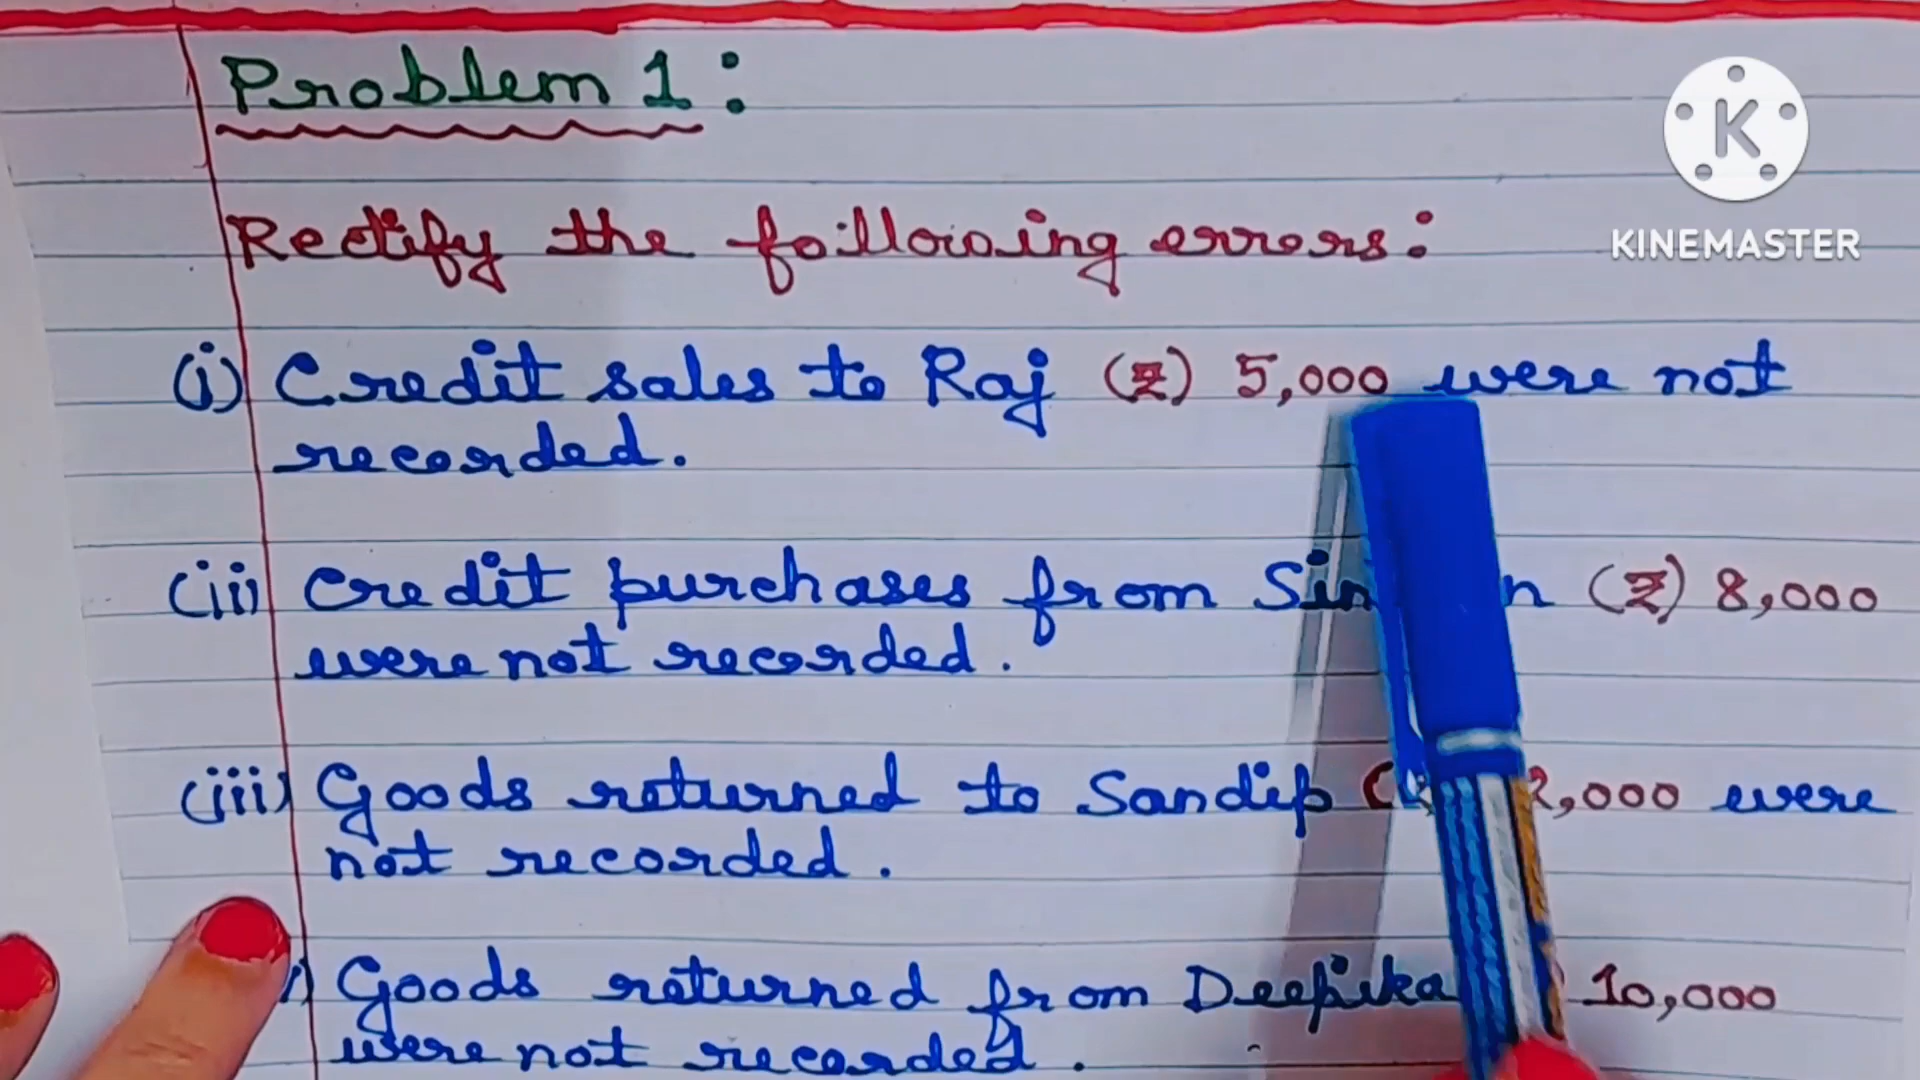 Problem 1:
Rectify the following errors:
(i) Credit sales to Raj (₹) 5,000 were not
recorded.
(ii) Credit purchases from (₹) 8,000
were not recorded.
(iii) Goods returned to Sandip 2,000 were
not recorded.
Goods returned from Deepika 10,000
were not recorded.
K
KINEMASTER